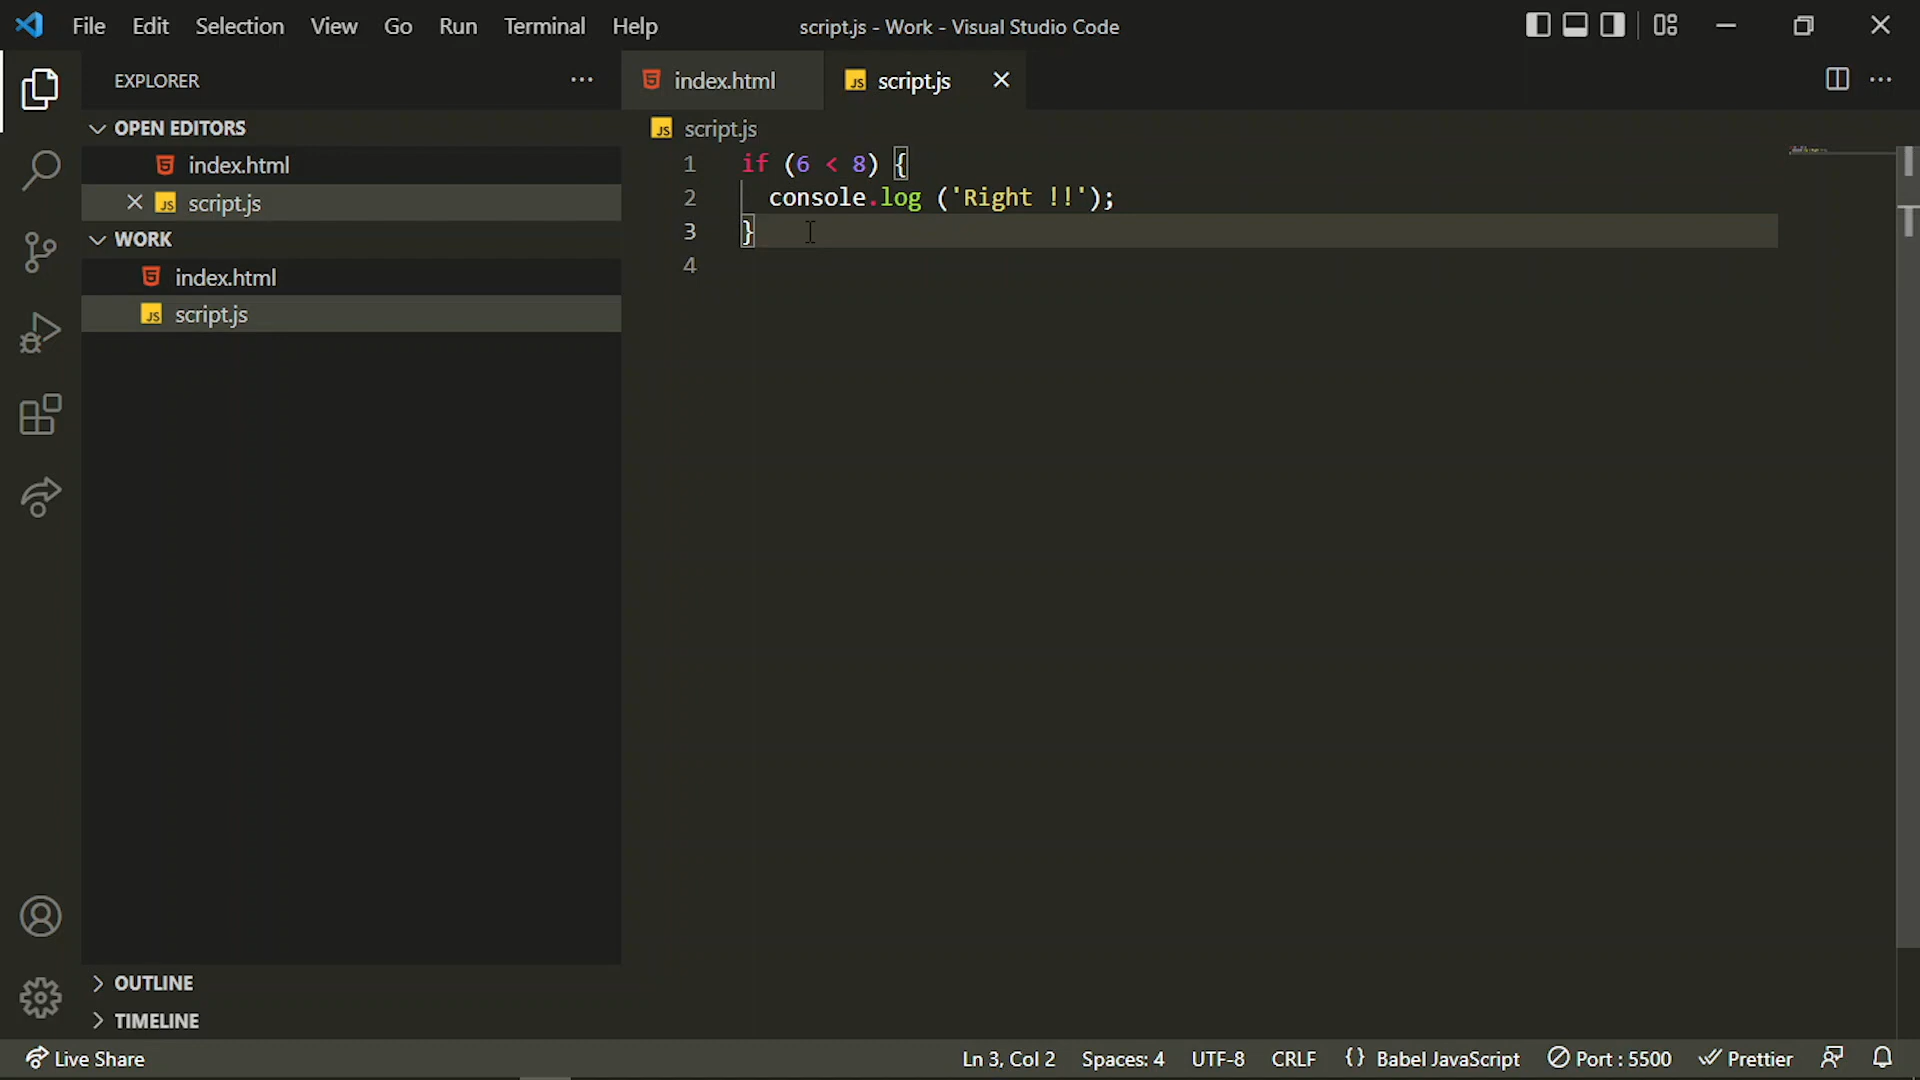 File Edit Selection View Go Run Terminal Help script.js - Work - Visual Studio Code
EXPLORER
OPEN EDITORS
index.html
script.js
WORK
index.html
script.js
OUTLINE
TIMELINE
index.html script.js
script.js
1 if (6 < 8) {
2 console.log ('Right !!');
3 }
4
Live Share Ln 3, Col 2 Spaces: 4 UTF-8 CRLF {} Babel JavaScript Port : 5500 Prettier